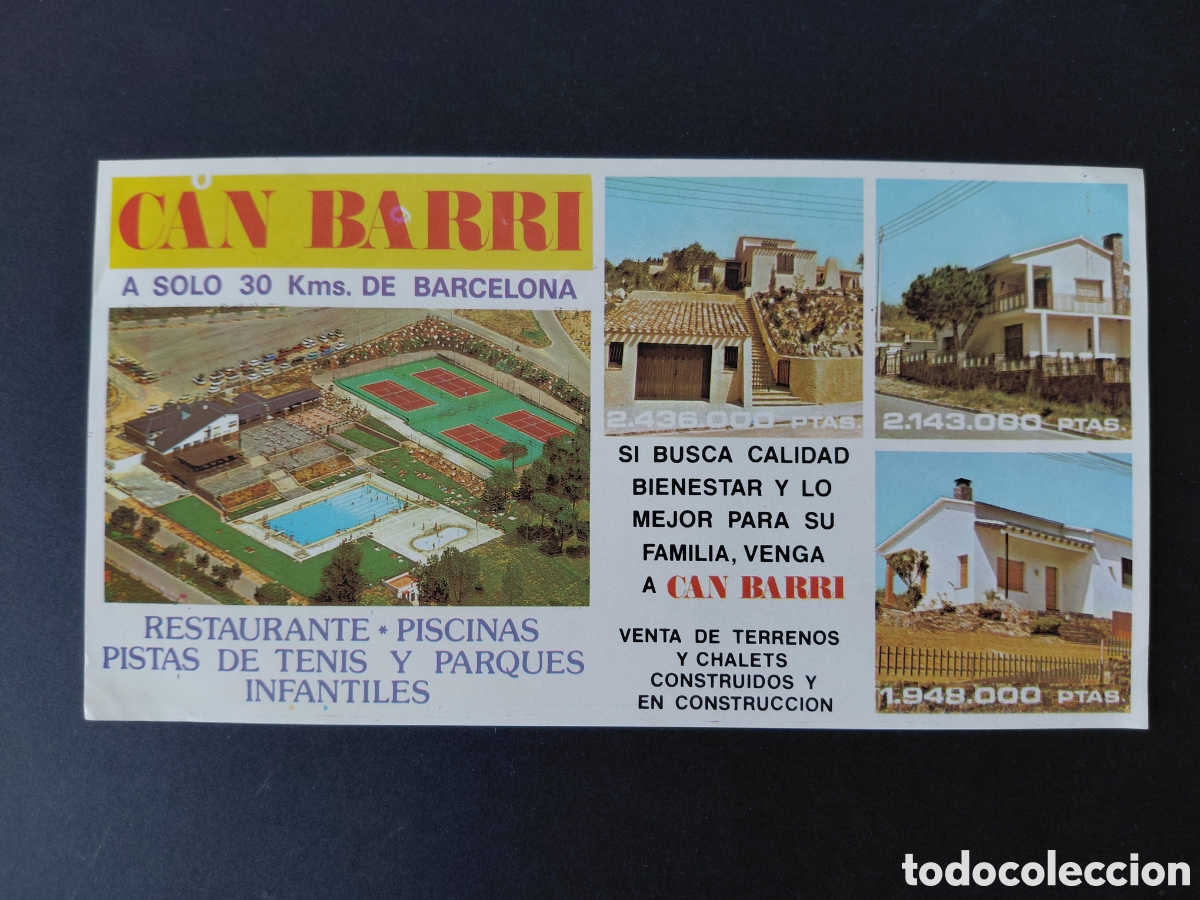 CAN BARRI
A SOLO 30 Kms. DE BARCELONA
RESTAURANTE * PISCINAS
PISTAS DE TENIS Y PARQUES
INFANTILES
2.436.000 PTAS.
2.143.000 PTAS.
SI BUSCA CALIDAD
BIENESTAR Y LO
MEJOR PARA SU
FAMILIA, VENGA
A CAN BARRI
VENTA DE TERRENOS
Y CHALETS
CONSTRUIDOS Y
EN CONSTRUCCION
1.948.000 PTAS.
todocoleccion